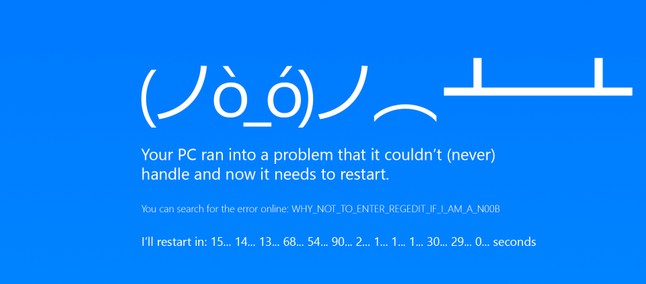 (ノò_ó)ノ︵┻━┻
Your PC ran into a problem that it couldn't (never)
handle and now it needs to restart.
You can search for the error online: WHY_NOT_TO_ENTER_REGEDIT_IF_I_AM_A_N00B
I'll restart in: 15... 14... 13... 68... 54... 90... 2... 1... 1... 1... 30... 29... 0... seconds